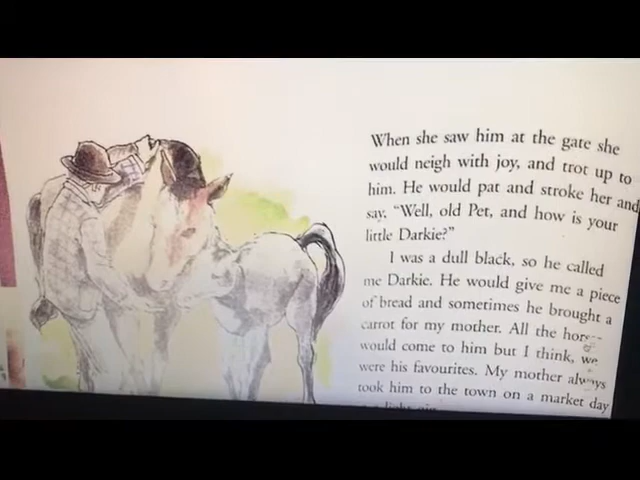 When she saw him at the gate she
would neigh with joy, and trot up to
him. He would pat and stroke her and
say, “Well, old Pet, and how is your
little Darkie?”
I was a dull black, so he called
me Darkie. He would give me a piece
of bread and sometimes he brought a
carrot for my mother. All the
would come to him but I think, we
were his favourites. My mother always
took him to the town on a market day